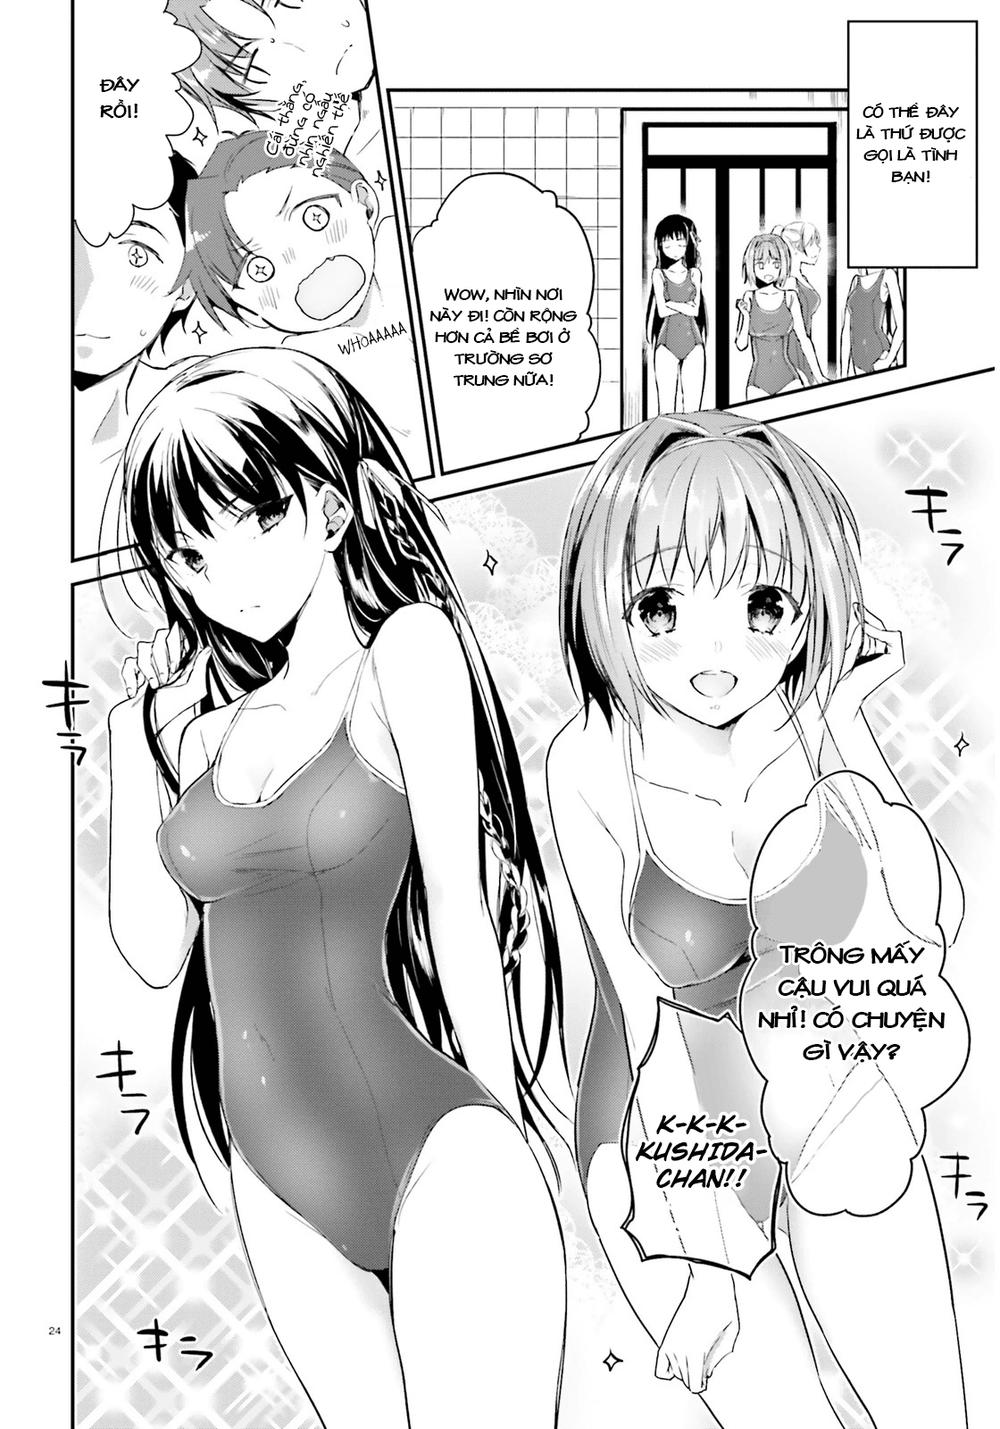 CÓ THỂ ĐÂY
LÀ THỨ ĐƯỢC
GỌI LÀ TÌNH
BẠN!
WOW, NHÌN NƠI
NÀY ĐI! CÒN RỘNG
HƠN CẢ BỂ BƠI Ở
TRƯỜNG SƠ
TRUNG NỮA!
ĐÂY
RỒI!
Cái thằng,
đừng có
nhìn ngấu
nghiến thế
WHOAAAAA
キラ
キラ
TRÔNG MẤY
CẬU VUI QUÁ
NHỈ! CÓ CHUYỆN
GÌ VẬY?
K-K-K-
KUSHIDA-
CHAN!!
キラ
キラ
キラ
24